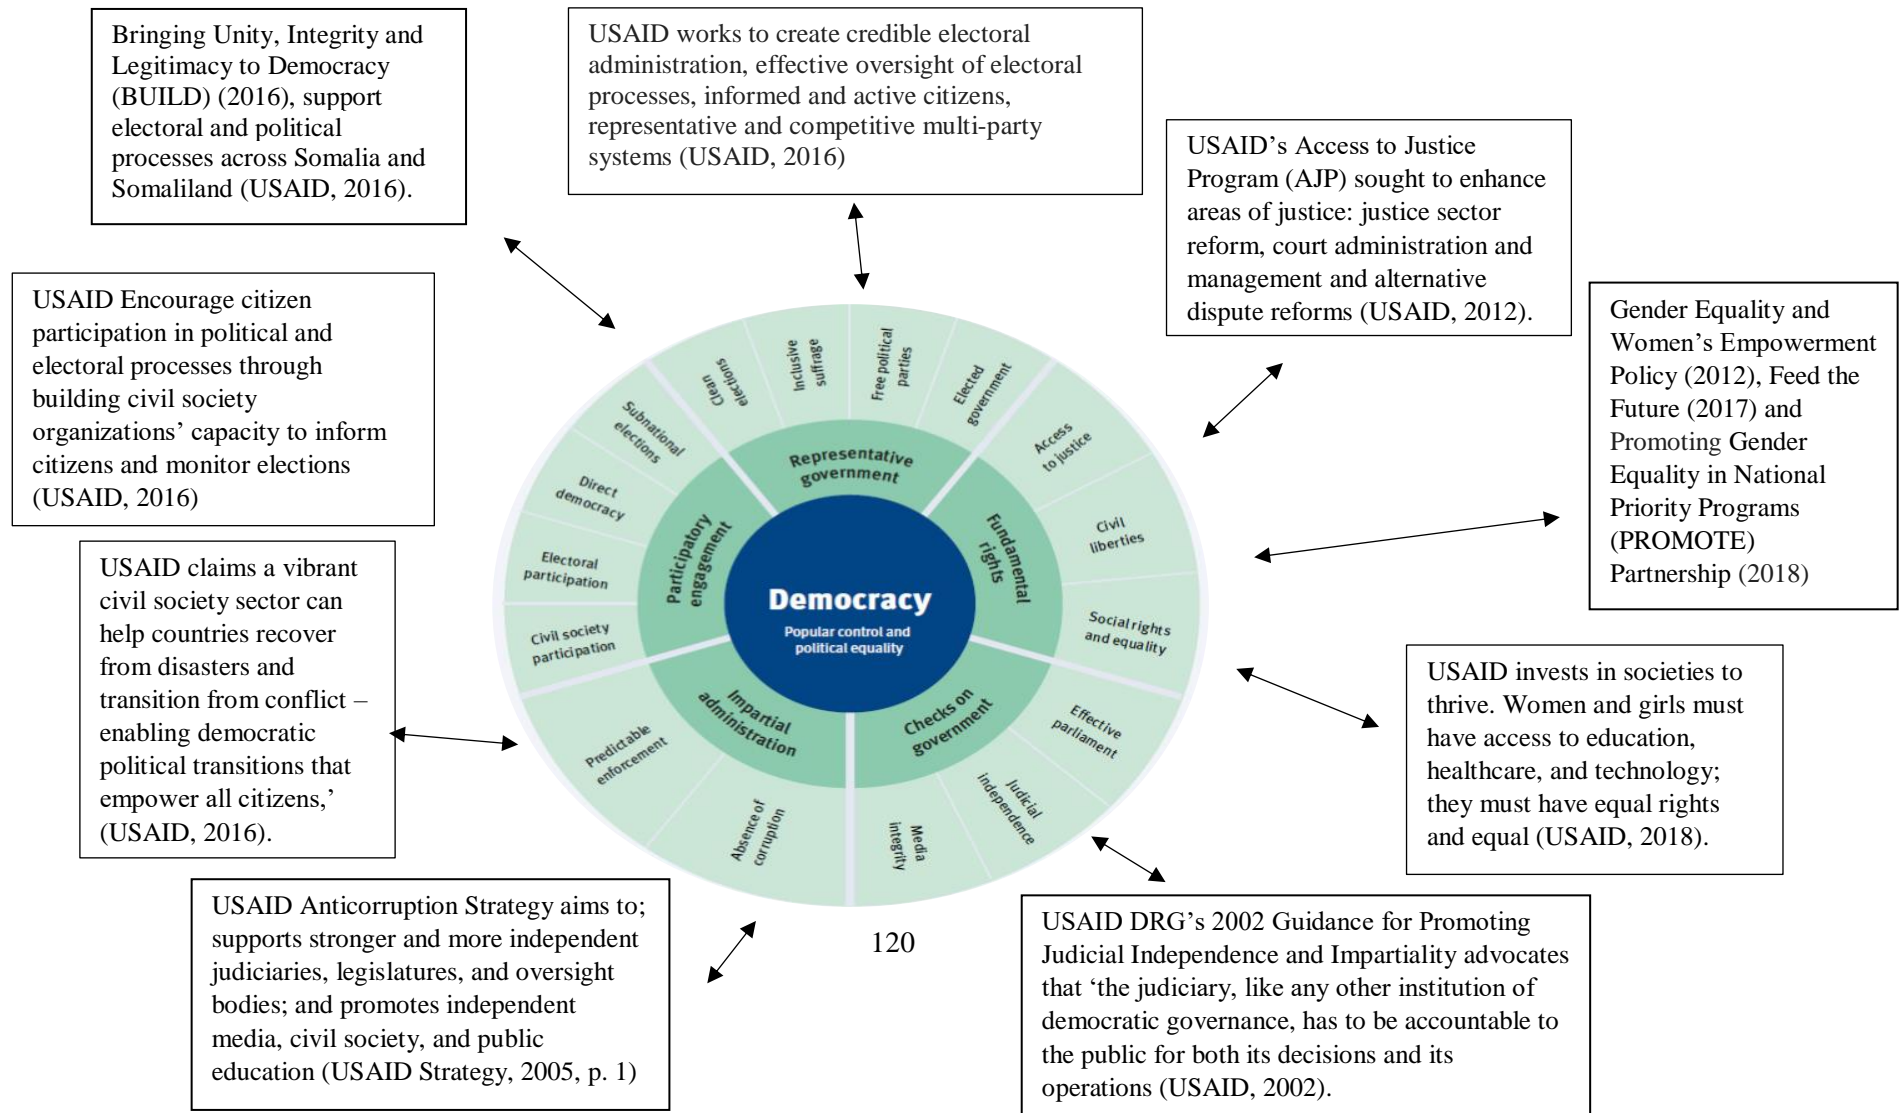 Bringing Unity, Integrity and
Legitimacy to Democracy
(BUILD) (2016), support
electoral and political
processes across Somalia and
Somaliland (USAID, 2016).
USAID works to create credible electoral
administration, effective oversight of electoral
processes, informed and active citizens,
representative and competitive multi-party
systems (USAID, 2016)
USAID’s Access to Justice
Program (AJP) sought to enhance
areas of justice: justice sector
reform, court administration and
management and alternative
dispute reforms (USAID, 2012).
Gender Equality and
Women’s Empowerment
Policy (2012), Feed the
Future (2017) and
Promoting Gender
Equality in National
Priority Programs
(PROMOTE)
Partnership (2018)
USAID Encourage citizen
participation in political and
electoral processes through
building civil society
organizations’ capacity to inform
citizens and monitor elections
(USAID, 2016)
USAID claims a vibrant
civil society sector can
help countries recover
from disasters and
transition from conflict –
enabling democratic
political transitions that
empower all citizens,’
(USAID, 2016).
Clean
elections
Inclusive
suffrage
Free political
parties
Elected
government
Access
to justice
Civil
liberties
Social rights
and equality
Effective
parliament
Judicial
independence
Media
integrity
Absence of
corruption
Predictable
enforcement
Civil society
participation
Electoral
participation
Direct
democracy
Subnational
elections
Representative
government
Fundamental
rights
Checks on
government
Impartial
administration
Participatory
engagement
Democracy
Popular control and
political equality
USAID invests in societies to
thrive. Women and girls must
have access to education,
healthcare, and technology;
they must have equal rights
and equal (USAID, 2018).
USAID Anticorruption Strategy aims to;
supports stronger and more independent
judiciaries, legislatures, and oversight
bodies; and promotes independent
media, civil society, and public
education (USAID Strategy, 2005, p. 1)
120
USAID DRG’s 2002 Guidance for Promoting
Judicial Independence and Impartiality advocates
that ‘the judiciary, like any other institution of
democratic governance, has to be accountable to
the public for both its decisions and its
operations (USAID, 2002).